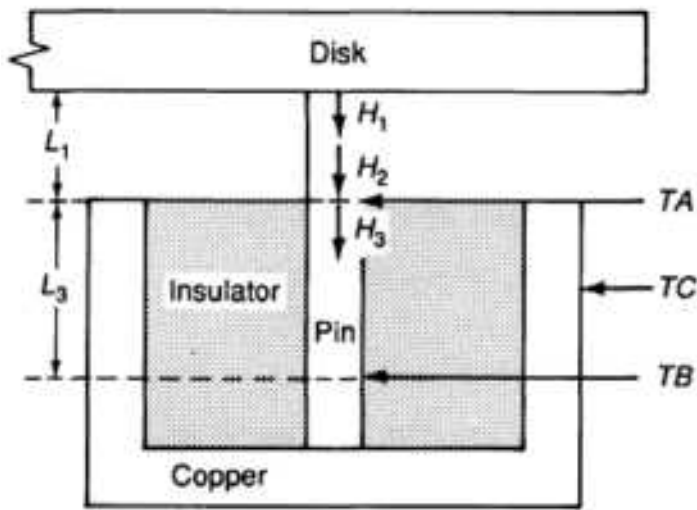 Disk
L₁
H₁
H₂
TA
H₃
L₃
Insulator
TC
Pin
TB
Copper